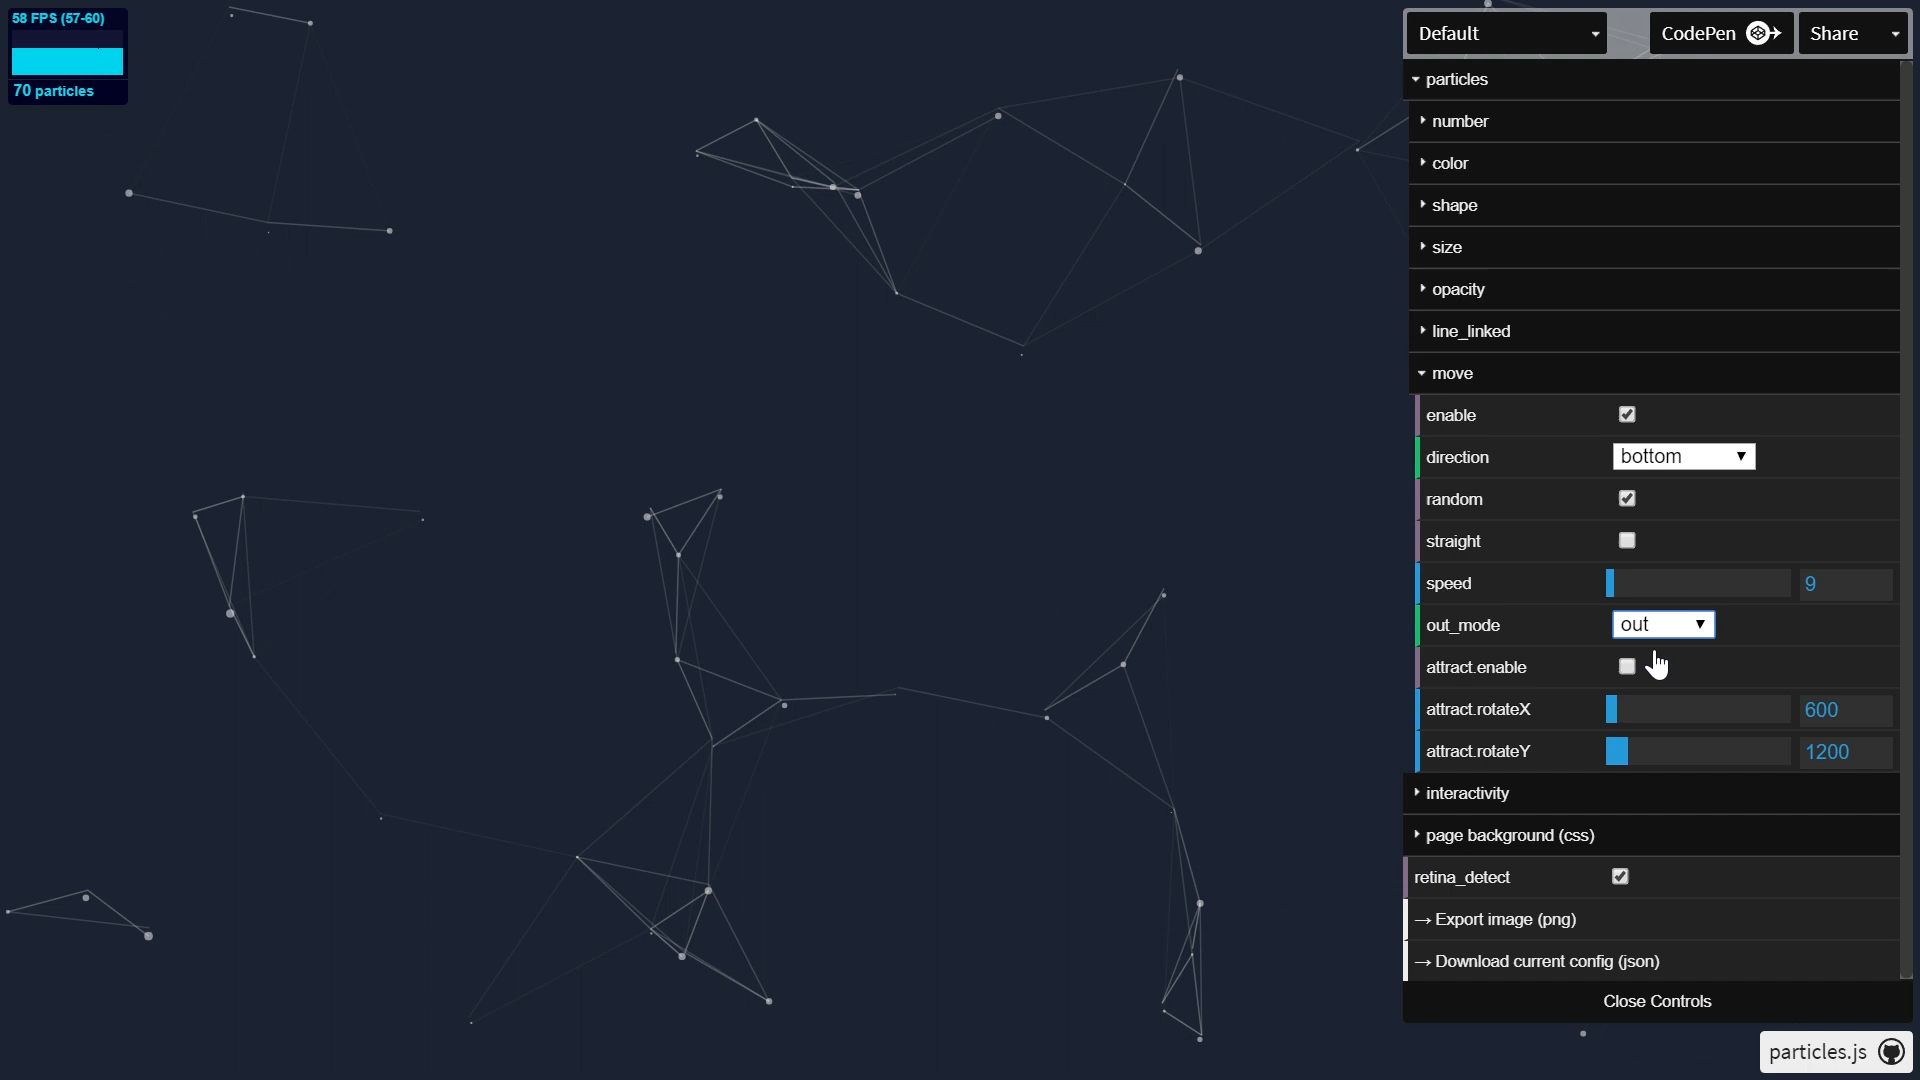 58 FPS (57-60)
70 particles
Default
CodePen
Share
particles
number
color
shape
size
opacity
line_linked
move
enable
direction bottom
random
straight
speed 9
out_mode out
attract.enable
attract.rotateX 600
attract.rotateY 1200
interactivity
page background (css)
retina_detect
→ Export image (png)
→ Download current config (json)
Close Controls
particles.js